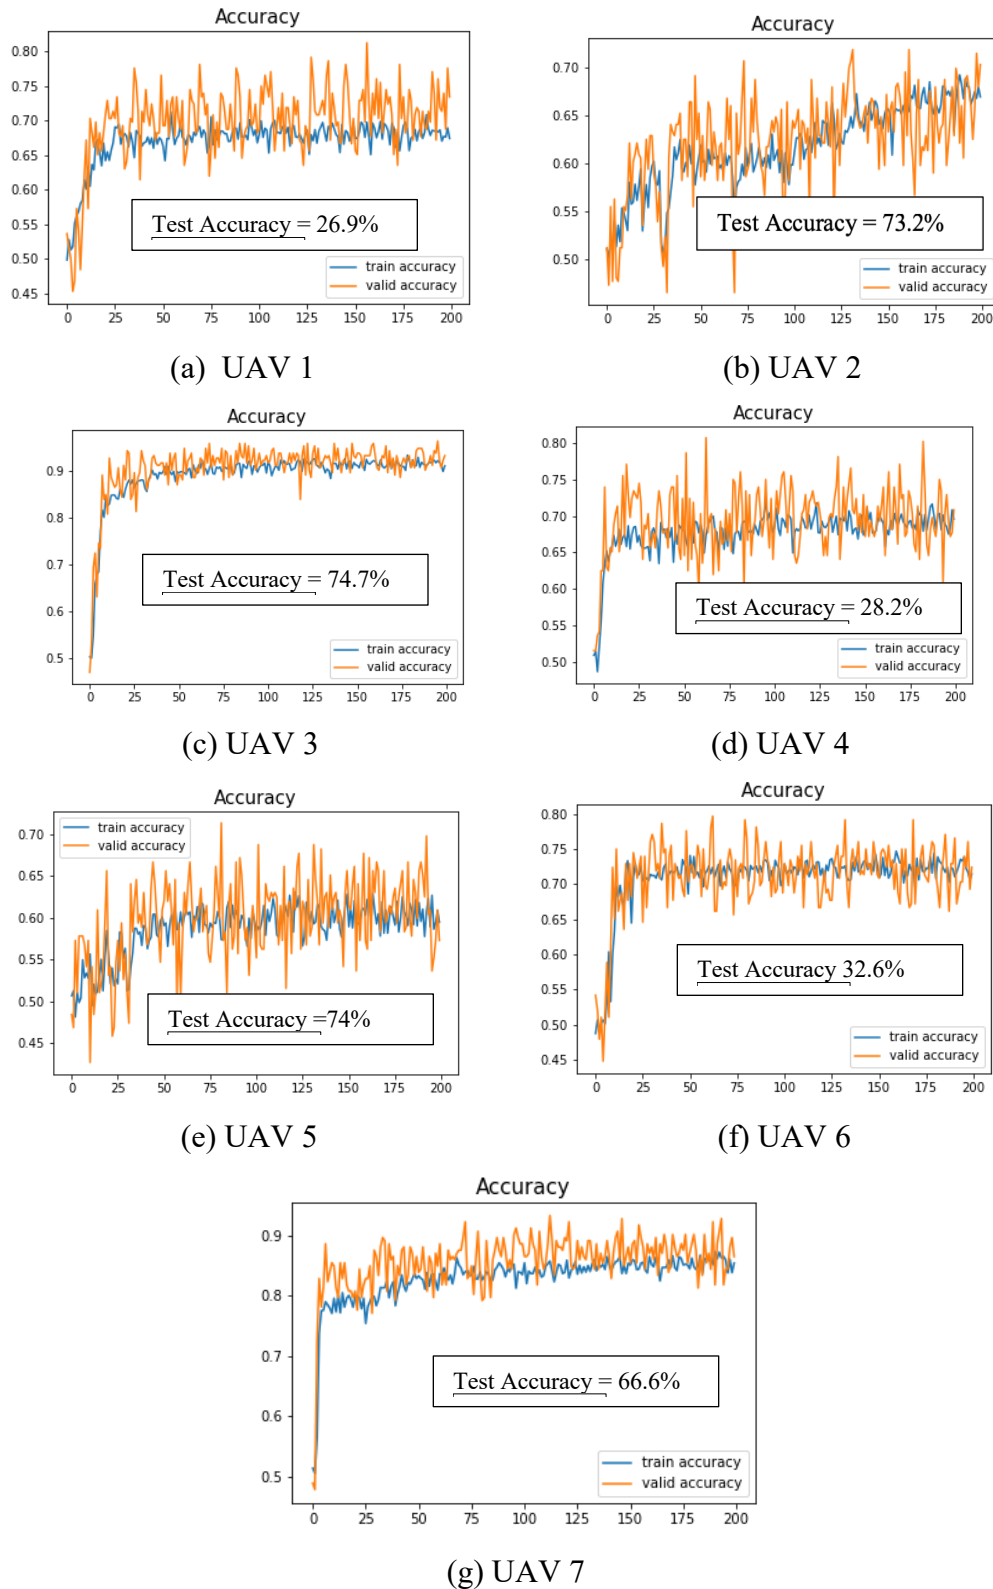 Accuracy
0.80
0.75
0.70
0.65
0.60
0.55
0.50
0.45
Test Accuracy = 26.9%
train accuracy
valid accuracy
0 25 50 75 100 125 150 175 200
(a) UAV 1
Accuracy
0.70
0.65
0.60
0.55
0.50
Test Accuracy = 73.2%
train accuracy
valid accuracy
0 25 50 75 100 125 150 175 200
(b) UAV 2
Accuracy
0.9
0.8
0.7
0.6
0.5
Test Accuracy = 74.7%
train accuracy
valid accuracy
0 25 50 75 100 125 150 175 200
(c) UAV 3
Accuracy
0.80
0.75
0.70
0.65
0.60
0.55
0.50
Test Accuracy = 28.2%
train accuracy
valid accuracy
0 25 50 75 100 125 150 175 200
(d) UAV 4
Accuracy
0.70
0.65
0.60
0.55
0.50
0.45
train accuracy
valid accuracy
Test Accuracy =74%
0 25 50 75 100 125 150 175 200
(e) UAV 5
Accuracy
0.80
0.75
0.70
0.65
0.60
0.55
0.50
0.45
Test Accuracy 32.6%
train accuracy
valid accuracy
0 25 50 75 100 125 150 175 200
(f) UAV 6
Accuracy
0.9
0.8
0.7
0.6
0.5
Test Accuracy = 66.6%
train accuracy
valid accuracy
0 25 50 75 100 125 150 175 200
(g) UAV 7